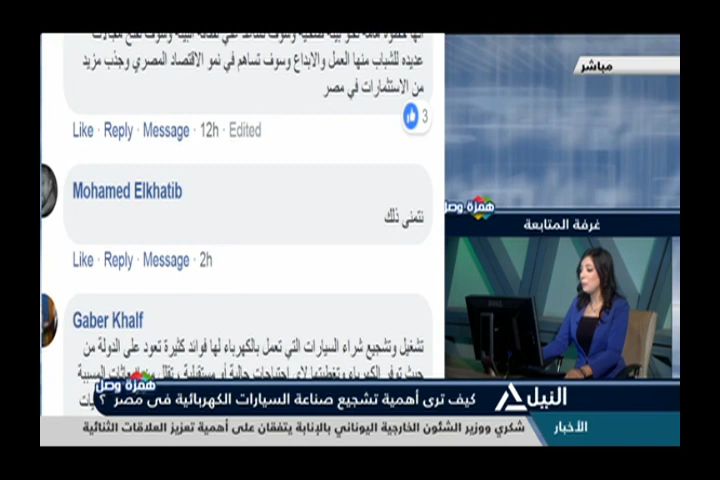 عديده للشباب منها العمل والابداع وسوف تساهم في نمو الاقتصاد المصري وجذب مزيد
من الاستثمارات في مصر
3
Like · Reply · Message · 12h · Edited
Mohamed Elkhatib
نتمنى ذلك
Like · Reply · Message · 2h
Gaber Khalf
تشغيل وتشجيع شراء السيارات التي تعمل بالكهرباء لها فوائد كثيرة تعود على الدولة من
مباشر
همزة وصل
غرفة المتابعة
DELL
همزة وصل
النيل
كيف ترى أهمية تشجيع صناعة السيارات الكهربائية فى مصر ؟
الأخبار
شكري ووزير الشئون الخارجية اليوناني بالإنابة يتفقان على أهمية تعزيز العلاقات الثنائية